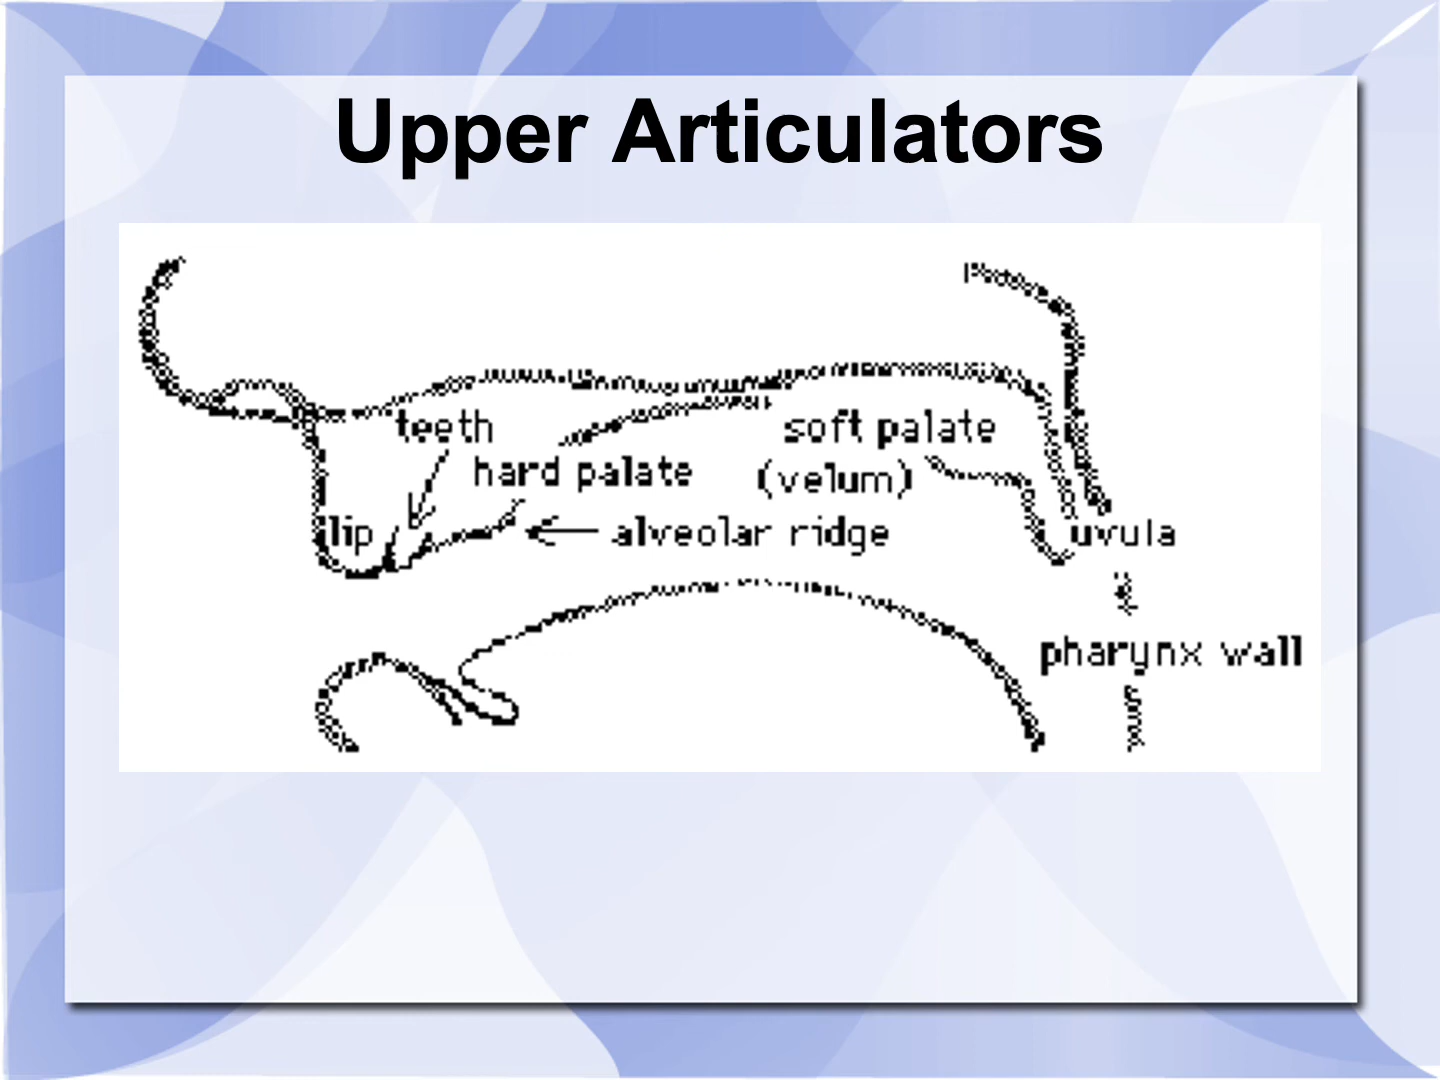 Upper Articulators
teeth
soft palate
hard palate
(velum)
lip
alveolar ridge
uvula
pharynx wall